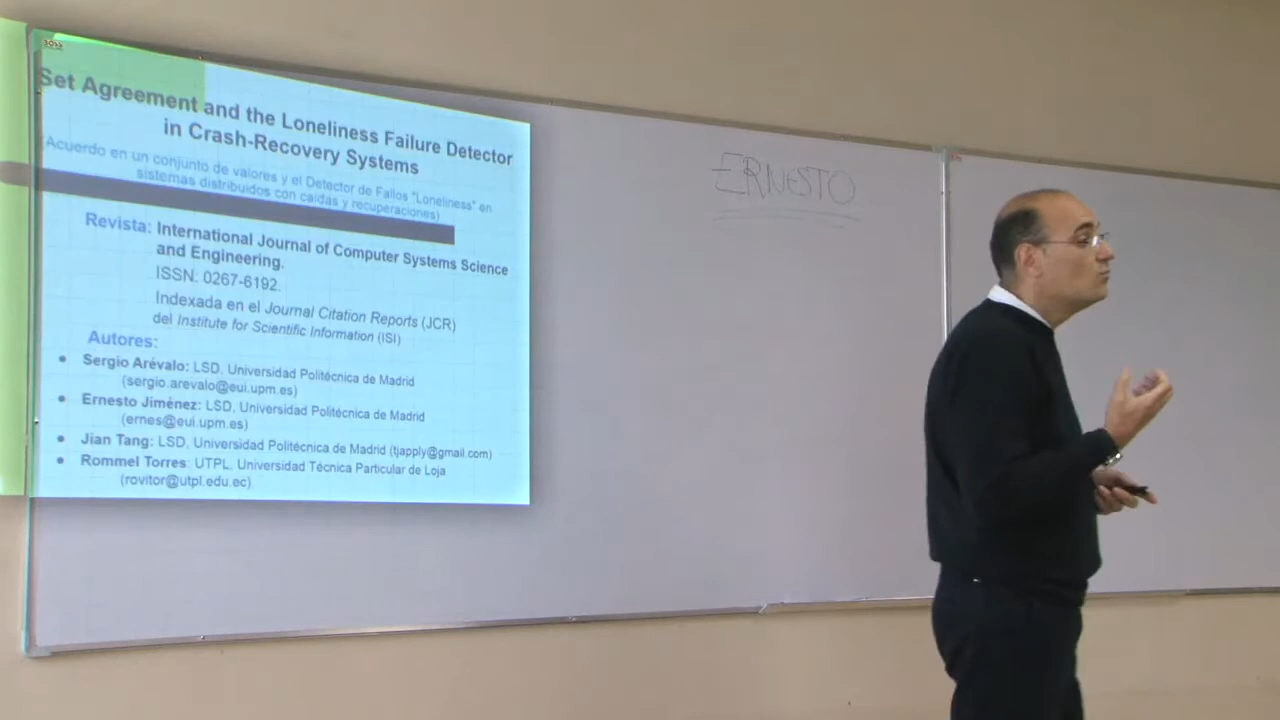 Set Agreement and the Loneliness Failure Detector
in Crash-Recovery Systems
(Acuerdo en un conjunto de valores y el Detector de Fallos "Loneliness" en
sistemas distribuidos con caídas y recuperaciones)
Revista: International Journal of Computer Systems Science
and Engineering.
ISSN: 0267-6192.
Indexada en el Journal Citation Reports (JCR)
del Institute for Scientific Information (ISI)
Autores:
• Sergio Arévalo: LSD, Universidad Politécnica de Madrid
(sergio.arevalo@eui.upm.es)
• Ernesto Jiménez: LSD, Universidad Politécnica de Madrid
(ernes@eui.upm.es)
• Jian Tang: LSD, Universidad Politécnica de Madrid (tjapply@gmail.com)
• Rommel Torres: UTPL, Universidad Técnica Particular de Loja
(rovitor@utpl.edu.ec)
ERNESTO